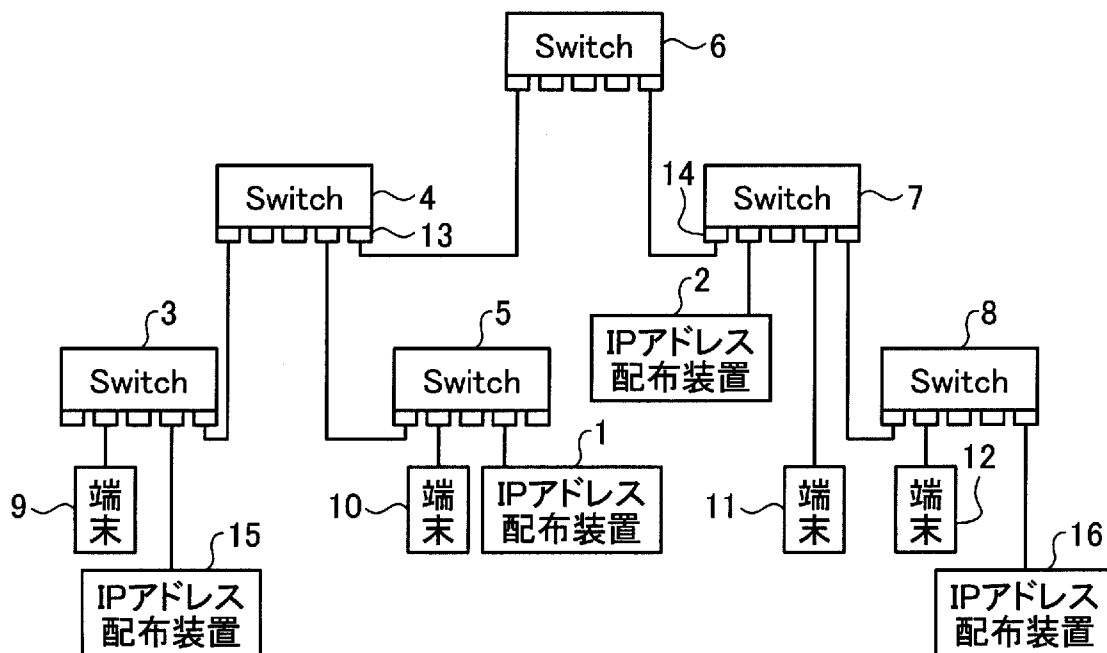 Switch
6
Switch
4
13
14
Switch
7
2
IPアドレス
配布装置
3
Switch
5
Switch
8
Switch
9
端末
10
端末
1
IPアドレス
配布装置
11
端末
端末
12
15
IPアドレス
配布装置
16
IPアドレス
配布装置